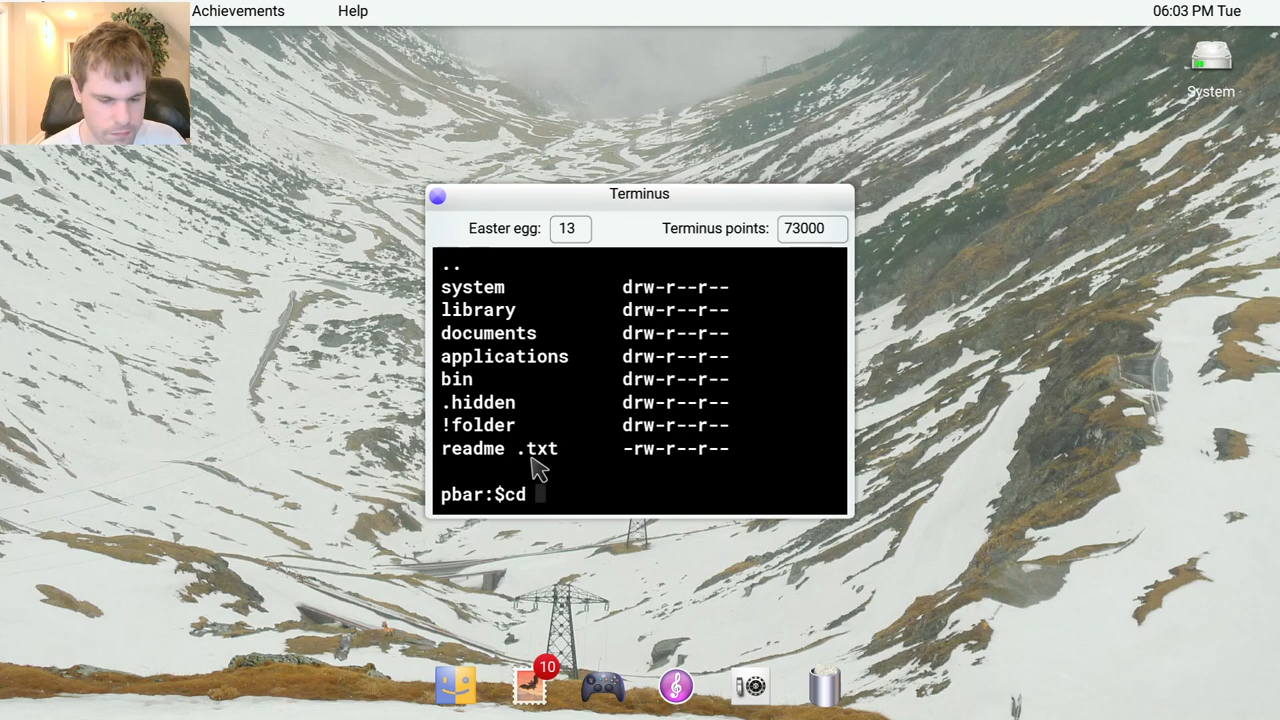 Achievements Help 06:03 PM Tue
System
Terminus
Easter egg: 13 Terminus points: 73000
..
system drw-r--r--
library drw-r--r--
documents drw-r--r--
applications drw-r--r--
bin drw-r--r--
.hidden drw-r--r--
!folder drw-r--r--
readme .txt -rw-r--r--
pbar:$cd
10